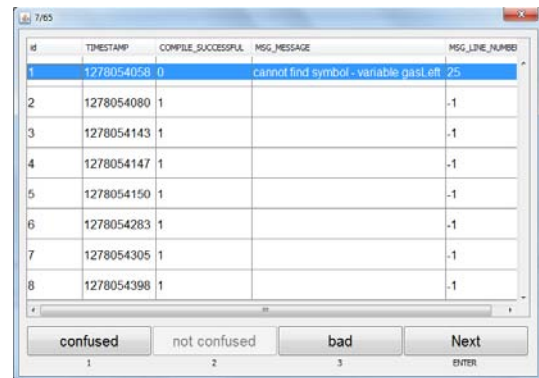 7/65
id TIMESTAMP COMPILE_SUCCESSFUL MSG_MESSAGE MSG_LINE_NUMBE
1 1278054058 0 cannot find symbol - variable gasLeft 25
2 1278054080 1 -1
3 1278054143 1 -1
4 1278054147 1 -1
5 1278054150 1 -1
6 1278054283 1 -1
7 1278054305 1 -1
8 1278054398 1 -1
confused not confused bad Next
1 2 3 ENTER